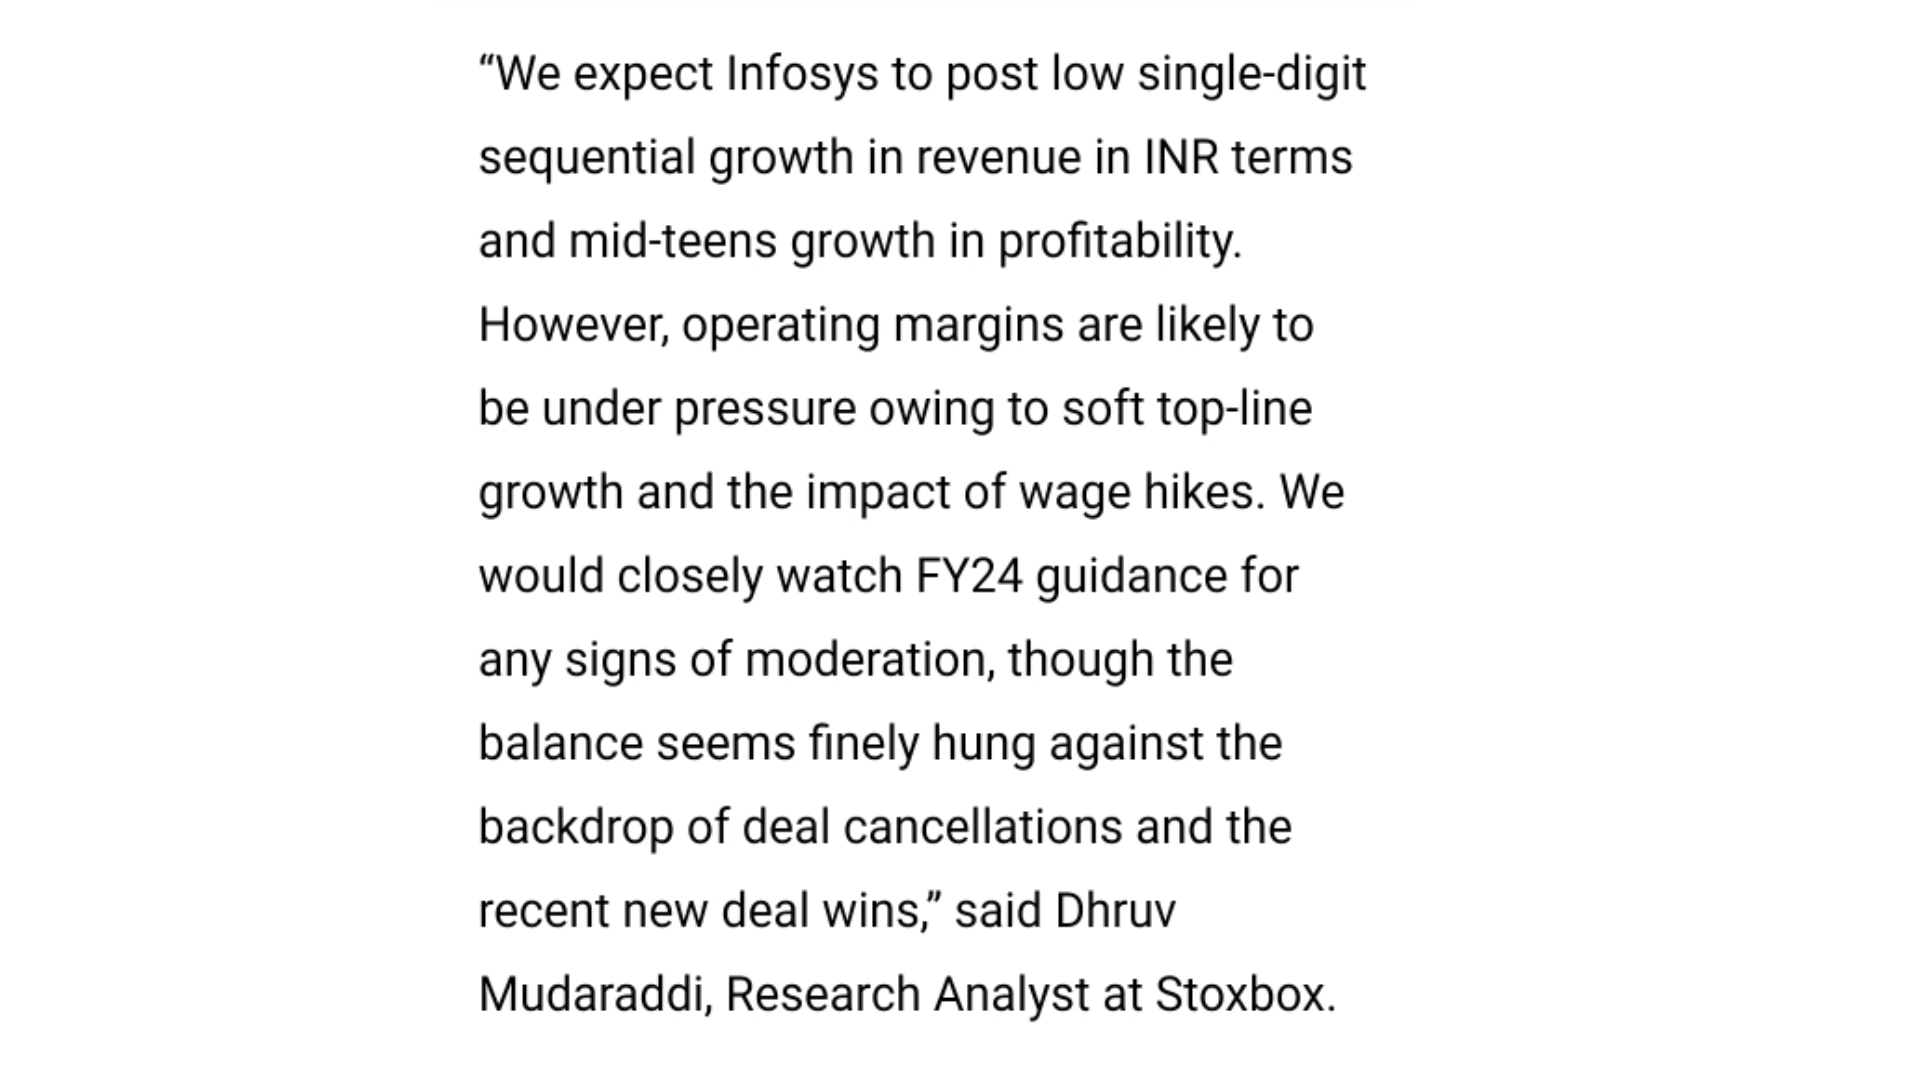 “We expect Infosys to post low single-digit
sequential growth in revenue in INR terms
and mid-teens growth in profitability.
However, operating margins are likely to
be under pressure owing to soft top-line
growth and the impact of wage hikes. We
would closely watch FY24 guidance for
any signs of moderation, though the
balance seems finely hung against the
backdrop of deal cancellations and the
recent new deal wins,” said Dhruv
Mudaraddi, Research Analyst at Stoxbox.